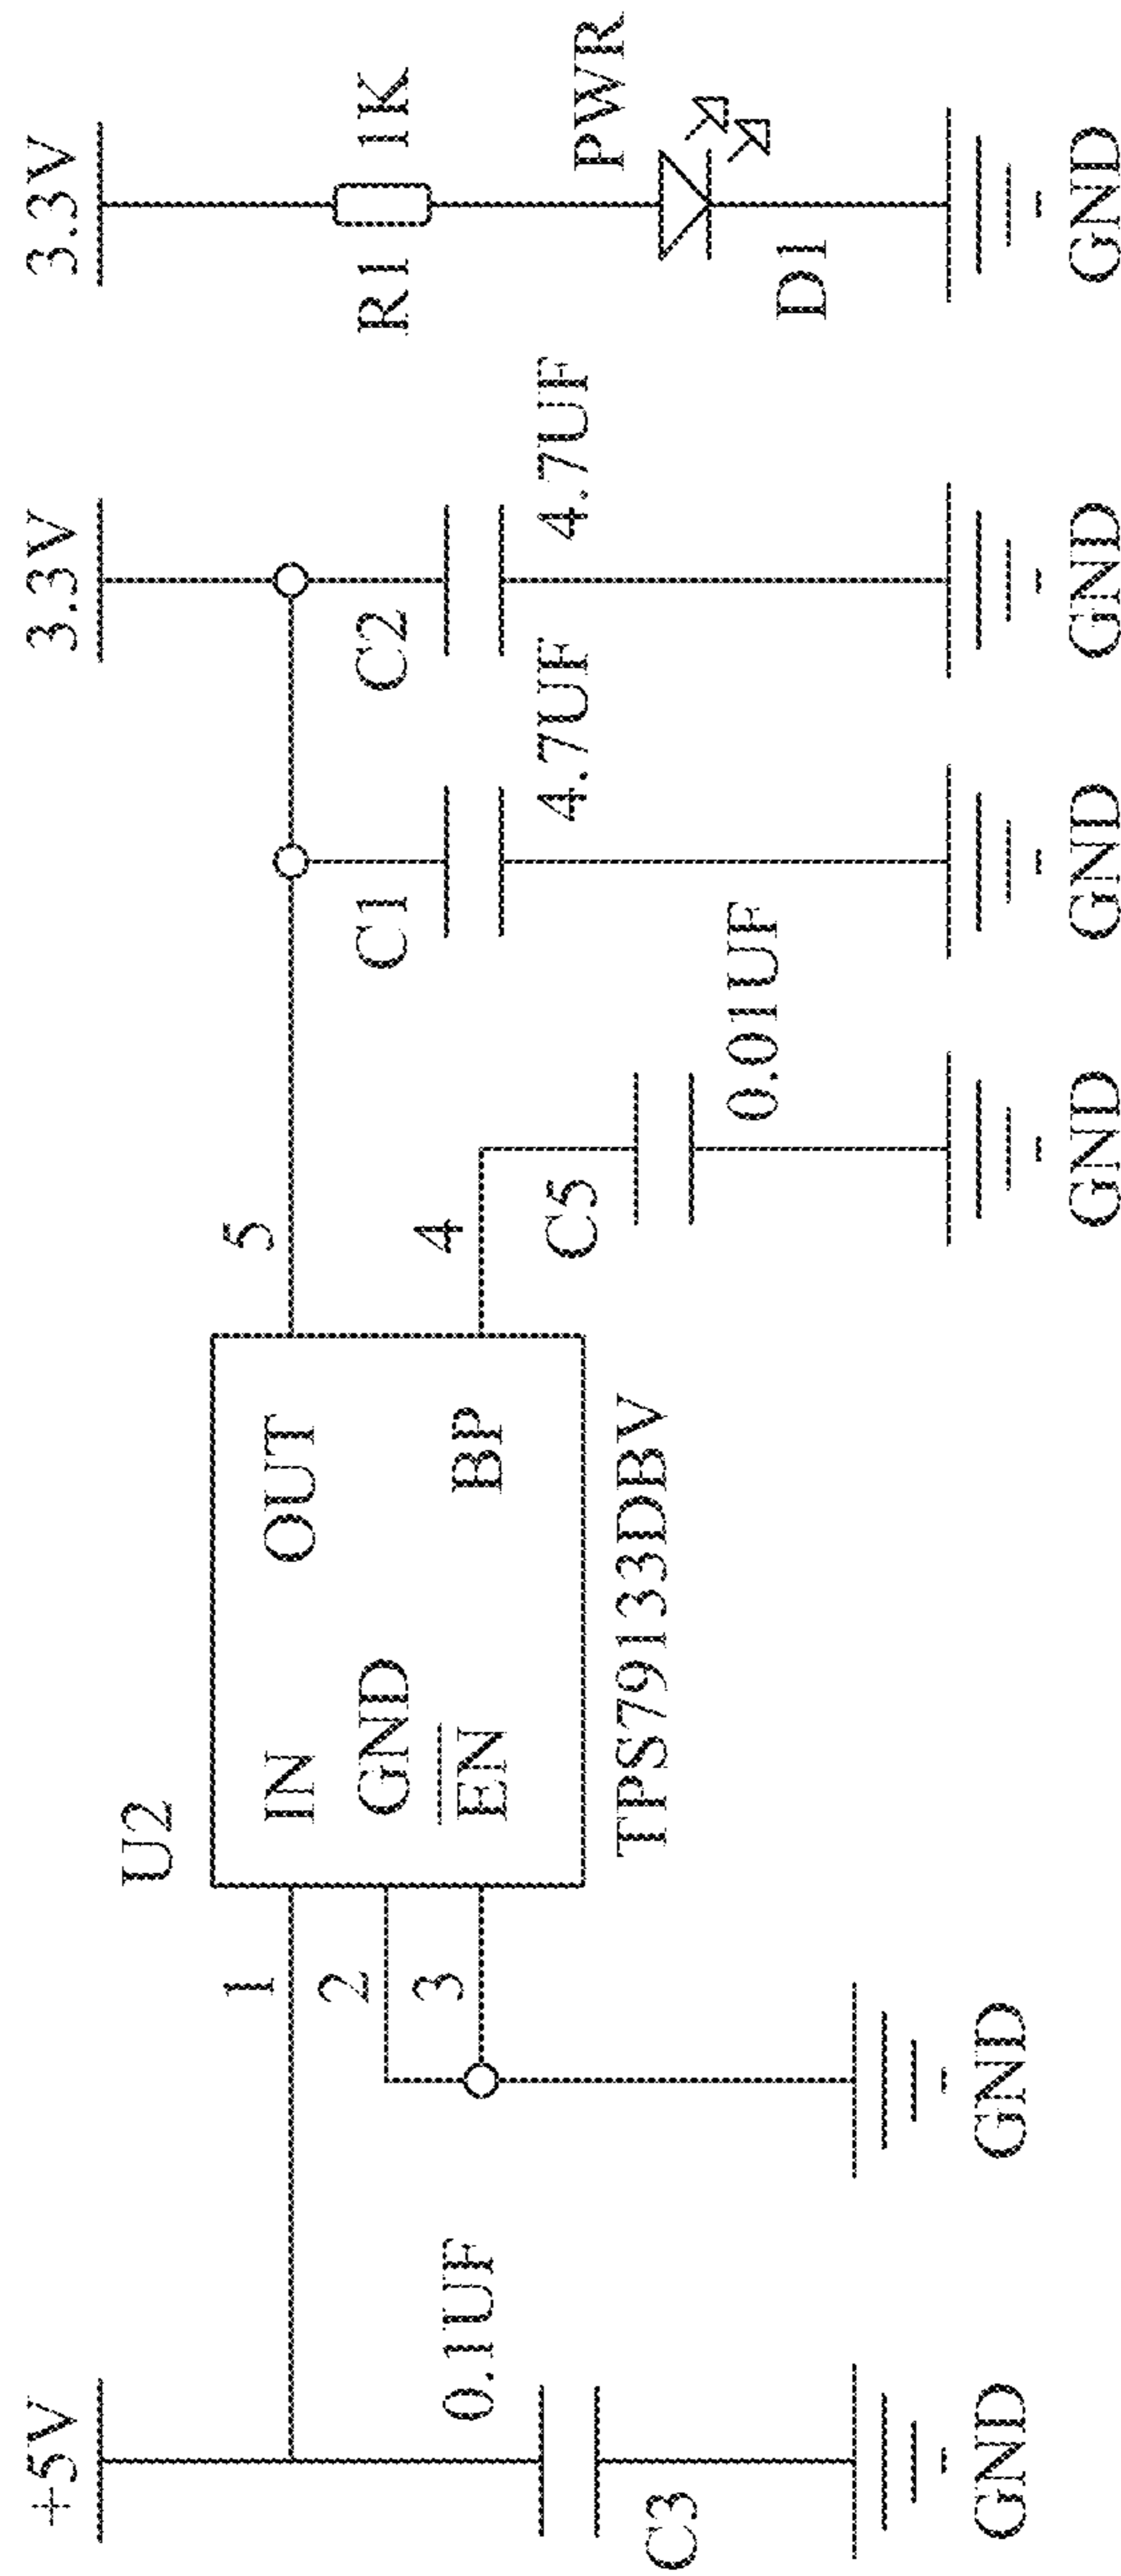 +5V
3.3V
3.3V
U2
1
IN
OUT
5
2
GND
3
EN
BP
4
TPS79133DBV
0.1UF
C3
C5
0.01UF
C1
4.7UF
C2
4.7UF
R1
1K
PWR
D1
GND
GND
GND
GND
GND
GND